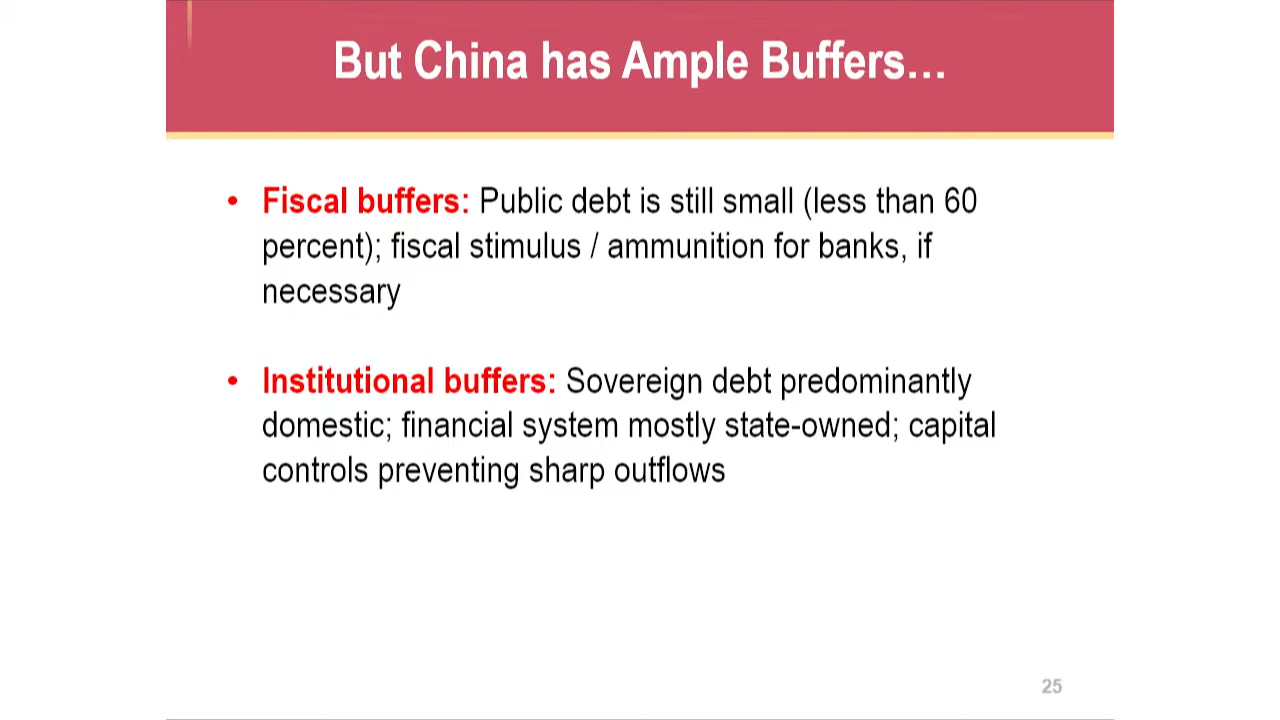 But China has Ample Buffers…
• Fiscal buffers: Public debt is still small (less than 60
percent); fiscal stimulus / ammunition for banks, if
necessary
• Institutional buffers: Sovereign debt predominantly
domestic; financial system mostly state-owned; capital
controls preventing sharp outflows
25